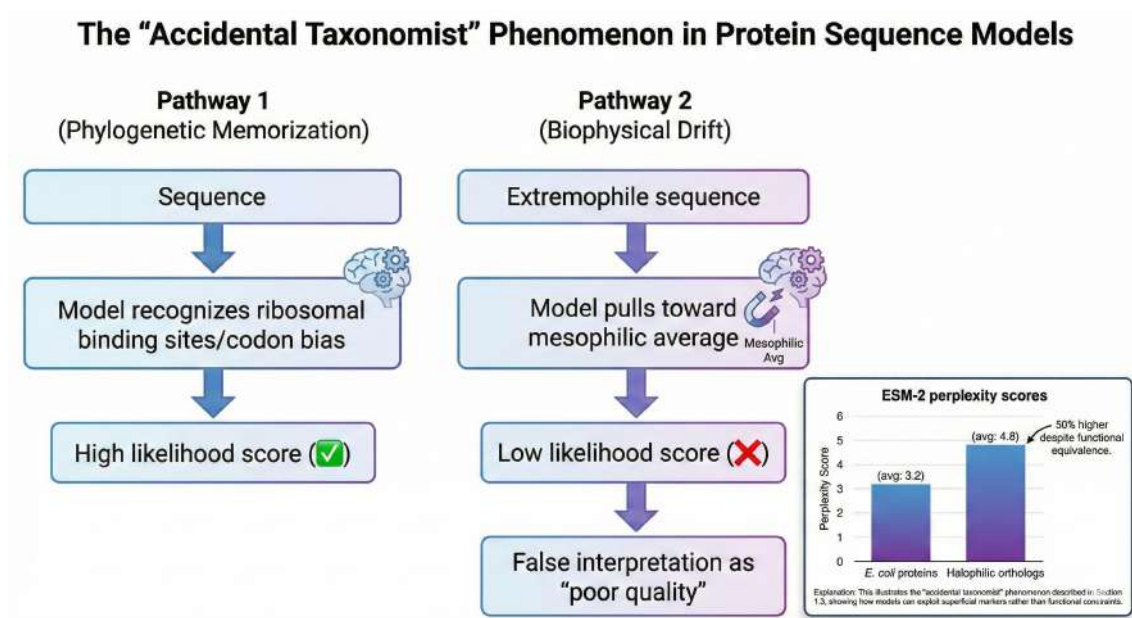 The “Accidental Taxonomist” Phenomenon in Protein Sequence Models
Pathway 1
(Phylogenetic Memorization)
Sequence
Model recognizes ribosomal
binding sites/codon bias
High likelihood score (✅)
Pathway 2
(Biophysical Drift)
Extremophile sequence
Model pulls toward
mesophilic average
Mesophilic
Avg
Low likelihood score (❌)
False interpretation as
“poor quality”
ESM-2 perplexity scores
Perplexity Score
6
5
4
3
2
1
0
(avg: 3.2)
(avg: 4.8)
50% higher
despite functional
equivalence.
E. coli proteins
Halophilic orthologs
Explanation: This illustrates the "accidental taxonomist" phenomenon described in Section
1.3, showing how models can exploit superficial markers rather than functional constraints.